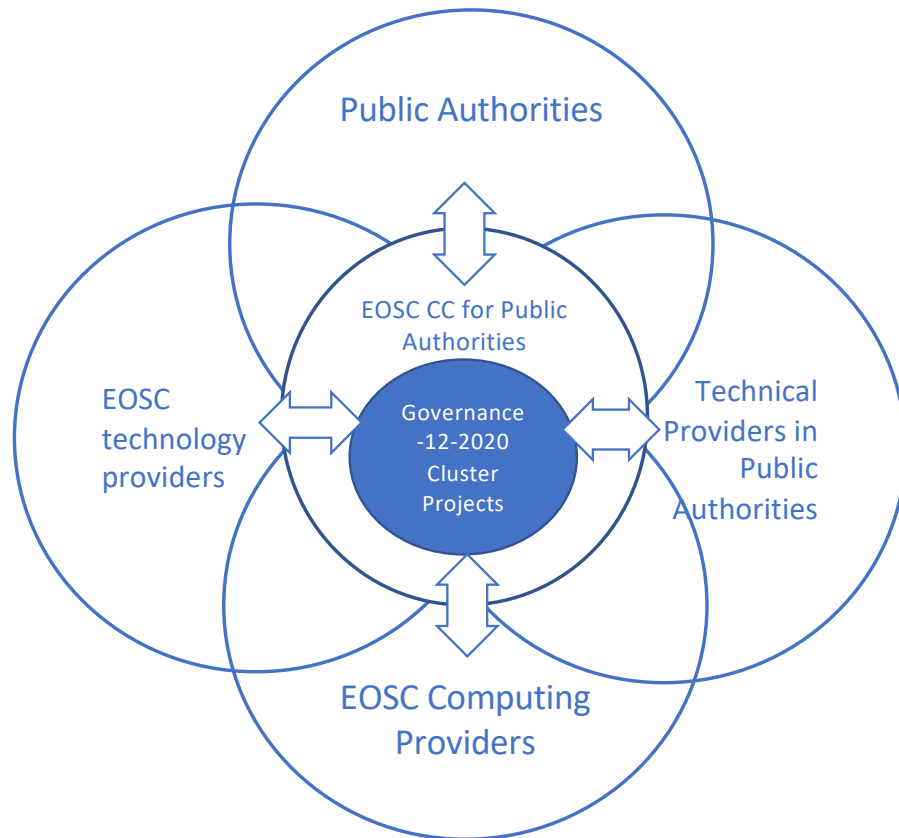 Public Authorities
EOSC CC for Public
Authorities
EOSC
technology
providers
Governance
-12-2020
Cluster
Projects
Technical
Providers in
Public
Authorities
EOSC Computing
Providers